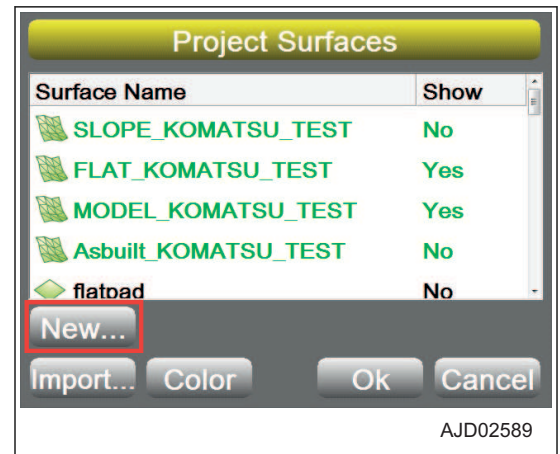 Project Surfaces
Surface Name Show
SLOPE_KOMATSU_TEST No
FLAT_KOMATSU_TEST Yes
MODEL_KOMATSU_TEST Yes
Asbuilt_KOMATSU_TEST No
flatpad No
New...
Import... Color Ok Cancel
AJD02589